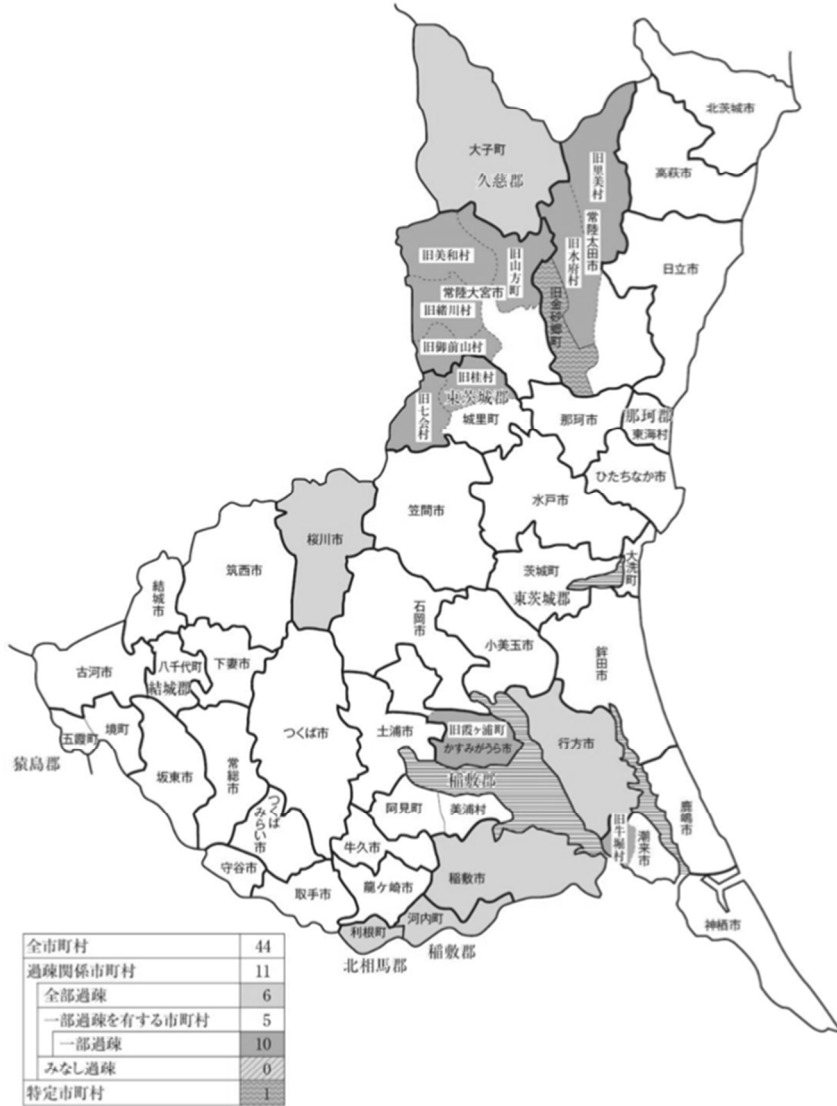 北茨城市
大子町
久慈郡
旧里美村
高萩市
常陸太田市
旧水府村
旧美和村
旧山方町
日立市
常陸大宮市
旧金砂郷町
旧緒川村
旧御前山村
旧桂村
東茨城郡
旧七会村
城里町
那珂市
那珂郡
東海村
ひたちなか市
笠間市
水戸市
桜川市
筑西市
茨城町
大洗町
東茨城郡
結城市
石岡市
小美玉市
鉾田市
古河市
八千代町
下妻市
結城郡
つくば市
土浦市
旧霞ヶ浦町
かすみがうら市
行方市
五霞町
境町
猿島郡
坂東市
常総市
稲敷郡
阿見町
美浦村
鹿嶋市
つくばみらい市
牛久市
旧牛堀村
潮来市
守谷市
取手市
龍ケ崎市
稲敷市
神栖市
利根町
河内町
北相馬郡
稲敷郡
全市町村 44
過疎関係市町村 11
全部過疎 6
一部過疎を有する市町村 5
一部過疎 10
みなし過疎 0
特定市町村 1